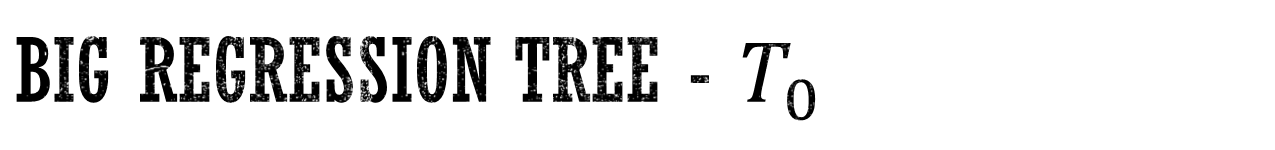 BIG REGRESSION TREE - T₀